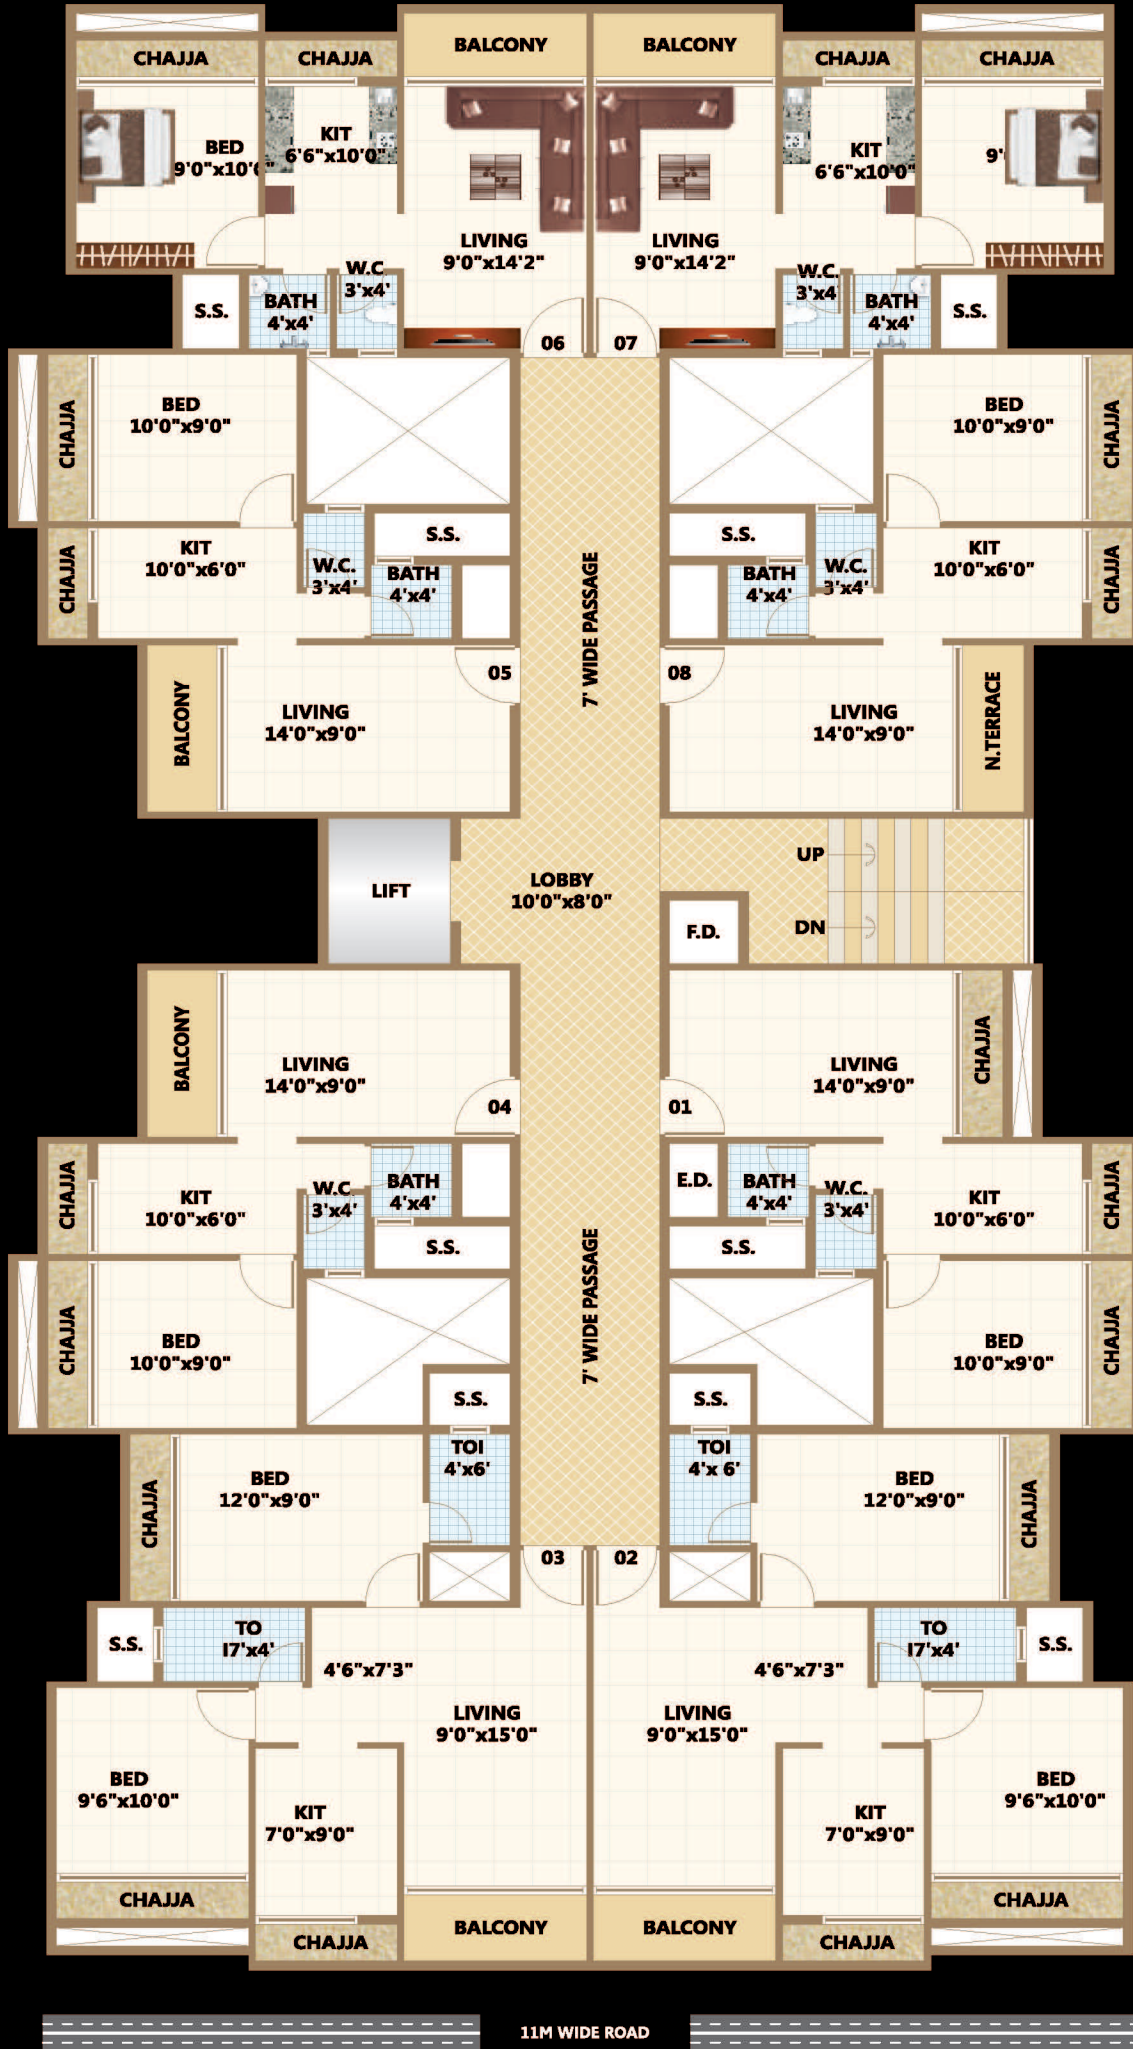 BALCONY
BALCONY
CHAJJA
CHAJJA
CHAJJA
CHAJJA
BED
KIT
6'6"x10'0"
KIT
6'6"x10'0"
9'
LIVING
9'0"x14'2"
LIVING
9'0"x14'2"
W.C
3'x4'
W.C.
3'x4'
S.S.
BATH
4'x4'
BATH
4'x4'
S.S.
06
07
CHAJJA
BED
10'0"x9'0"
BED
10'0"x9'0"
CHAJJA
S.S.
S.S.
CHAJJA
KIT
10'0"x6'0"
W.C.
3'x4'
BATH
4'x4'
7' WIDE PASSAGE
BATH
4'x4'
W.C.
3'x4'
KIT
10'0"x6'0"
CHAJJA
05
08
BALCONY
LIVING
14'0"x9'0"
LIVING
14'0"x9'0"
N.TERRACE
UP
LIFT
LOBBY
10'0"x8'0"
F.D.
DN
BALCONY
LIVING
14'0"x9'0"
LIVING
14'0"x9'0"
CHAJJA
04
01
CHAJJA
KIT
10'0"x6'0"
W.C.
3'x4'
BATH
4'x4'
E.D.
BATH
4'x4'
W.C.
3'x4'
KIT
10'0"x6'0"
CHAJJA
S.S.
S.S.
7' WIDE PASSAGE
CHAJJA
BED
10'0"x9'0"
BED
10'0"x9'0"
CHAJJA
S.S.
S.S.
TOI
4'x6'
TOI
4'x 6'
CHAJJA
BED
12'0"x9'0"
BED
12'0"x9'0"
CHAJJA
03
02
S.S.
TO
I7'x4'
TO
I7'x4'
S.S.
4'6"x7'3"
4'6"x7'3"
LIVING
9'0"x15'0"
LIVING
9'0"x15'0"
BED
9'6"x10'0"
KIT
7'0"x9'0"
KIT
7'0"x9'0"
BED
9'6"x10'0"
CHAJJA
CHAJJA
BALCONY
BALCONY
CHAJJA
CHAJJA
11M WIDE ROAD